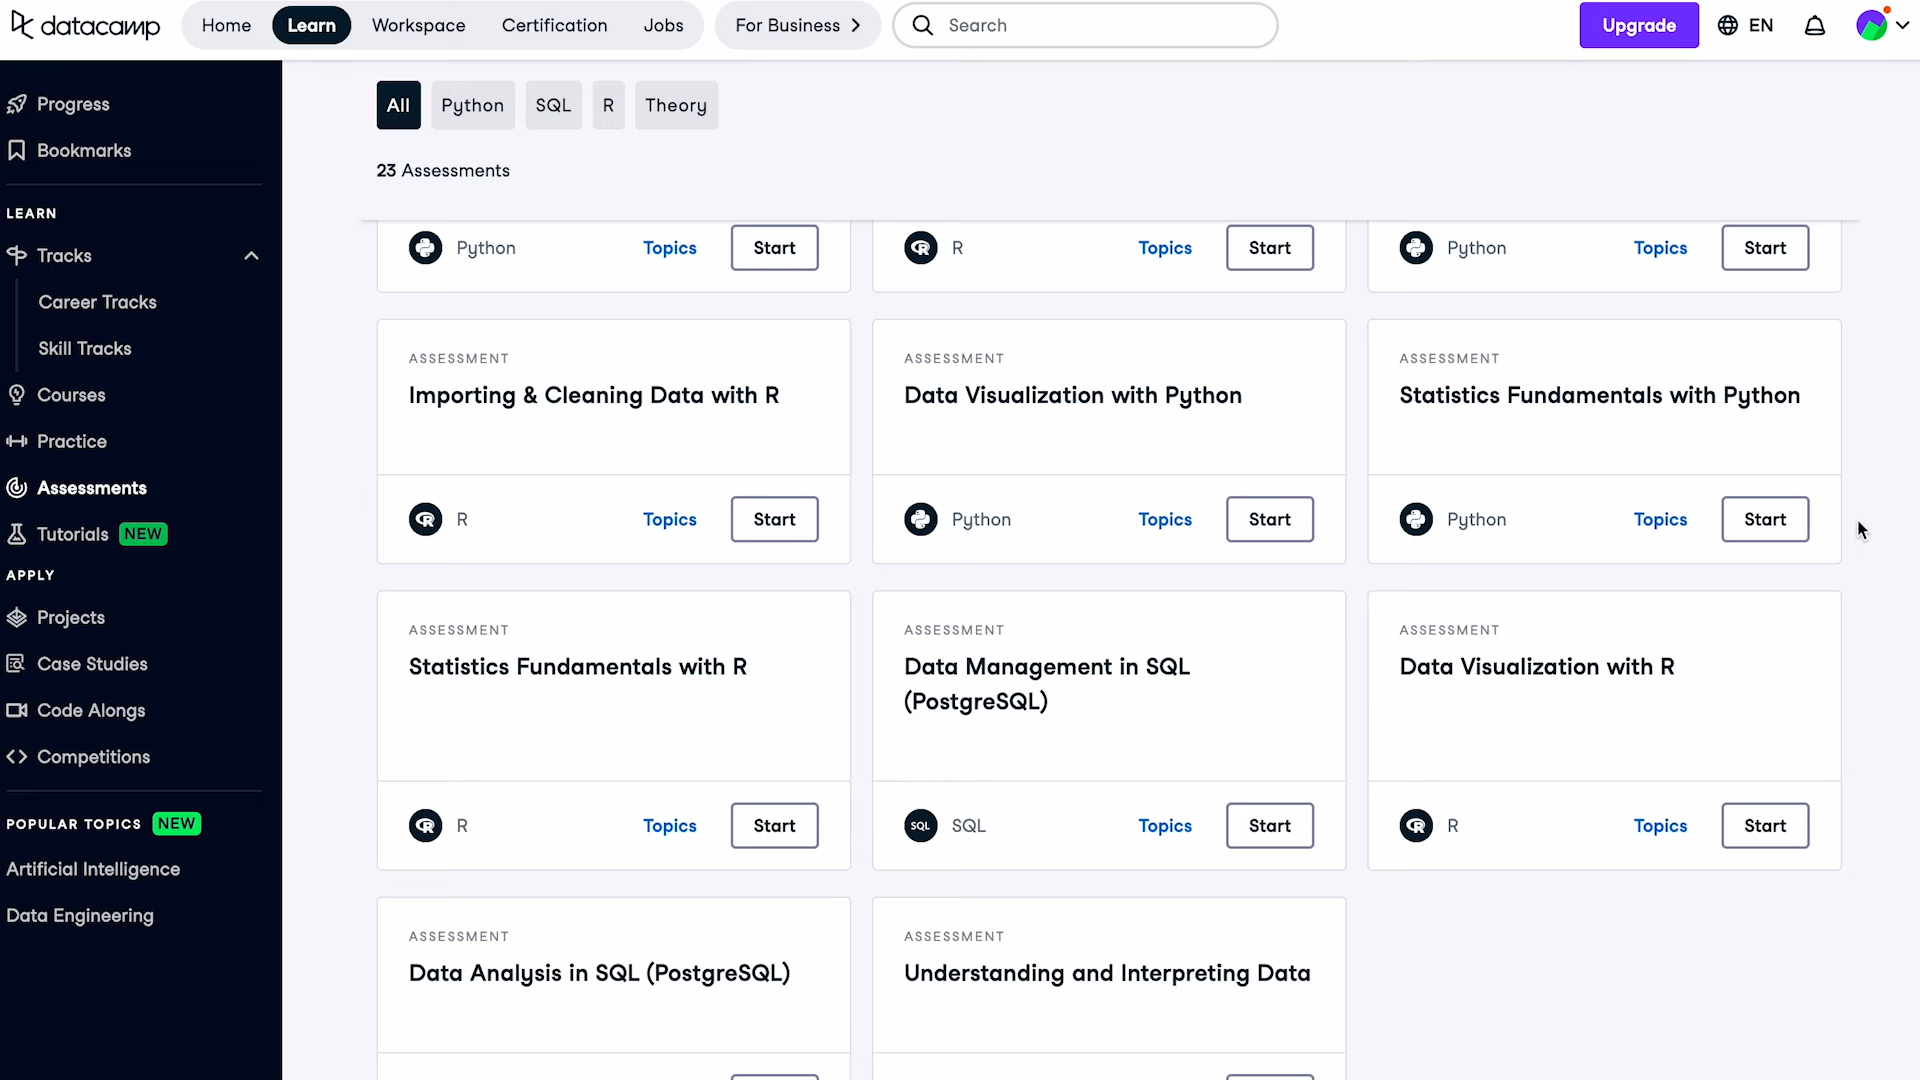 datacamp
Home Learn Workspace Certification Jobs For Business Search Upgrade EN
Progress
Bookmarks
LEARN
Tracks
Career Tracks
Skill Tracks
Courses
Practice
Assessments
Tutorials NEW
APPLY
Projects
Case Studies
Code Alongs
Competitions
POPULAR TOPICS NEW
Artificial Intelligence
Data Engineering
All Python SQL R Theory
23 Assessments
Python Topics Start
R Topics Start
Python Topics Start
ASSESSMENT
Importing & Cleaning Data with R
R Topics Start
ASSESSMENT
Data Visualization with Python
Python Topics Start
ASSESSMENT
Statistics Fundamentals with Python
Python Topics Start
ASSESSMENT
Statistics Fundamentals with R
R Topics Start
ASSESSMENT
Data Management in SQL
(PostgreSQL)
SQL SQL Topics Start
ASSESSMENT
Data Visualization with R
R Topics Start
ASSESSMENT
Data Analysis in SQL (PostgreSQL)
ASSESSMENT
Understanding and Interpreting Data